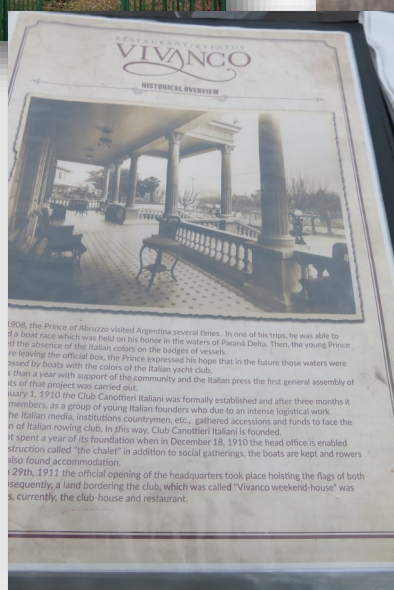 RESTAURANT/EVENTOS
VIVANCO
HISTORICAL OVERVIEW
1908, the Prince of Abruzzo visited Argentina several times. In one of his trips, he was able to
a boat race which was held on his honor in the waters of Paraná Delta. Then, the young Prince
the absence of the Italian colors on the badges of vessels.
leaving the official box, the Prince expressed his hope that in the future those waters were
by boats with the colors of the Italian yacht club.
than a year with support of the community and the Italian press the first general assembly of
of that project was carried out.
1, 1910 the Club Canottieri Italiani was formally established and after three months it
members, as a group of young Italian founders who due to an intense logistical work
the Italian media, institutions countrymen, etc., gathered accessions and funds to face the
of Italian rowing club. In this way, Club Canottieri Italiani is founded.
spent a year of its foundation when in December 18, 1910 the head office is enabled
called "the chalet" in addition to social gatherings, the boats are kept and rowers
also found accommodation.
29th, 1911 the official opening of the headquarters took place hoisting the flags of both
a land bordering the club, which was called "Vivanco weekend-house" was
currently, the club-house and restaurant.